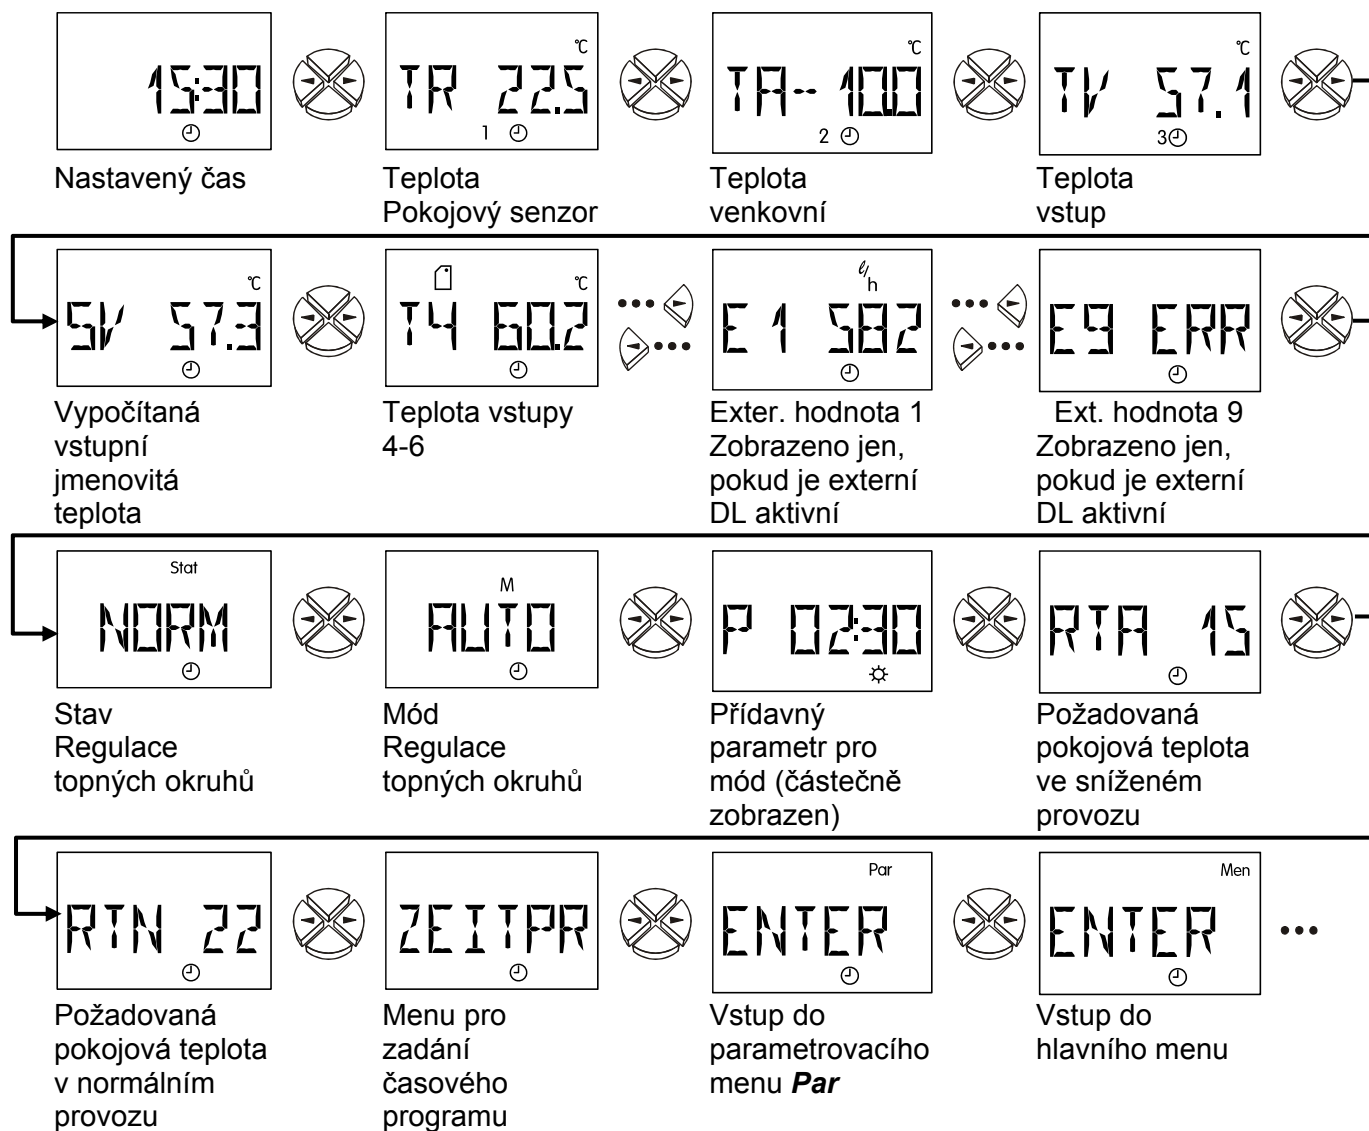 15:30
Nastavený čas
°C
TR 22.5
1
Teplota
Pokojový senzor
°C
TA-10.0
2
Teplota
venkovní
°C
TV 57.1
3
Teplota
vstup
°C
SV 57.3
Vypočítaná
vstupní
jmenovitá
teplota
°C
T4 60.2
Teplota vstupy
4-6
l/h
E1 582
Exter. hodnota 1
Zobrazeno jen,
pokud je externí
DL aktivní
E9 ERR
Ext. hodnota 9
Zobrazeno jen,
pokud je externí
DL aktivní
Stat
NORM
Stav
Regulace
topných okruhů
M
AUTO
Mód
Regulace
topných okruhů
P 02:30
Přídavný
parametr pro
mód (částečně
zobrazen)
RTA 15
Požadovaná
pokojová teplota
ve sníženém
provozu
RTN 22
Požadovaná
pokojová teplota
v normálním
provozu
ZEITPR
Menu pro
zadání
časového
programu
Par
ENTER
Vstup do
parametrovacího
menu Par
Men
ENTER
Vstup do
hlavního menu